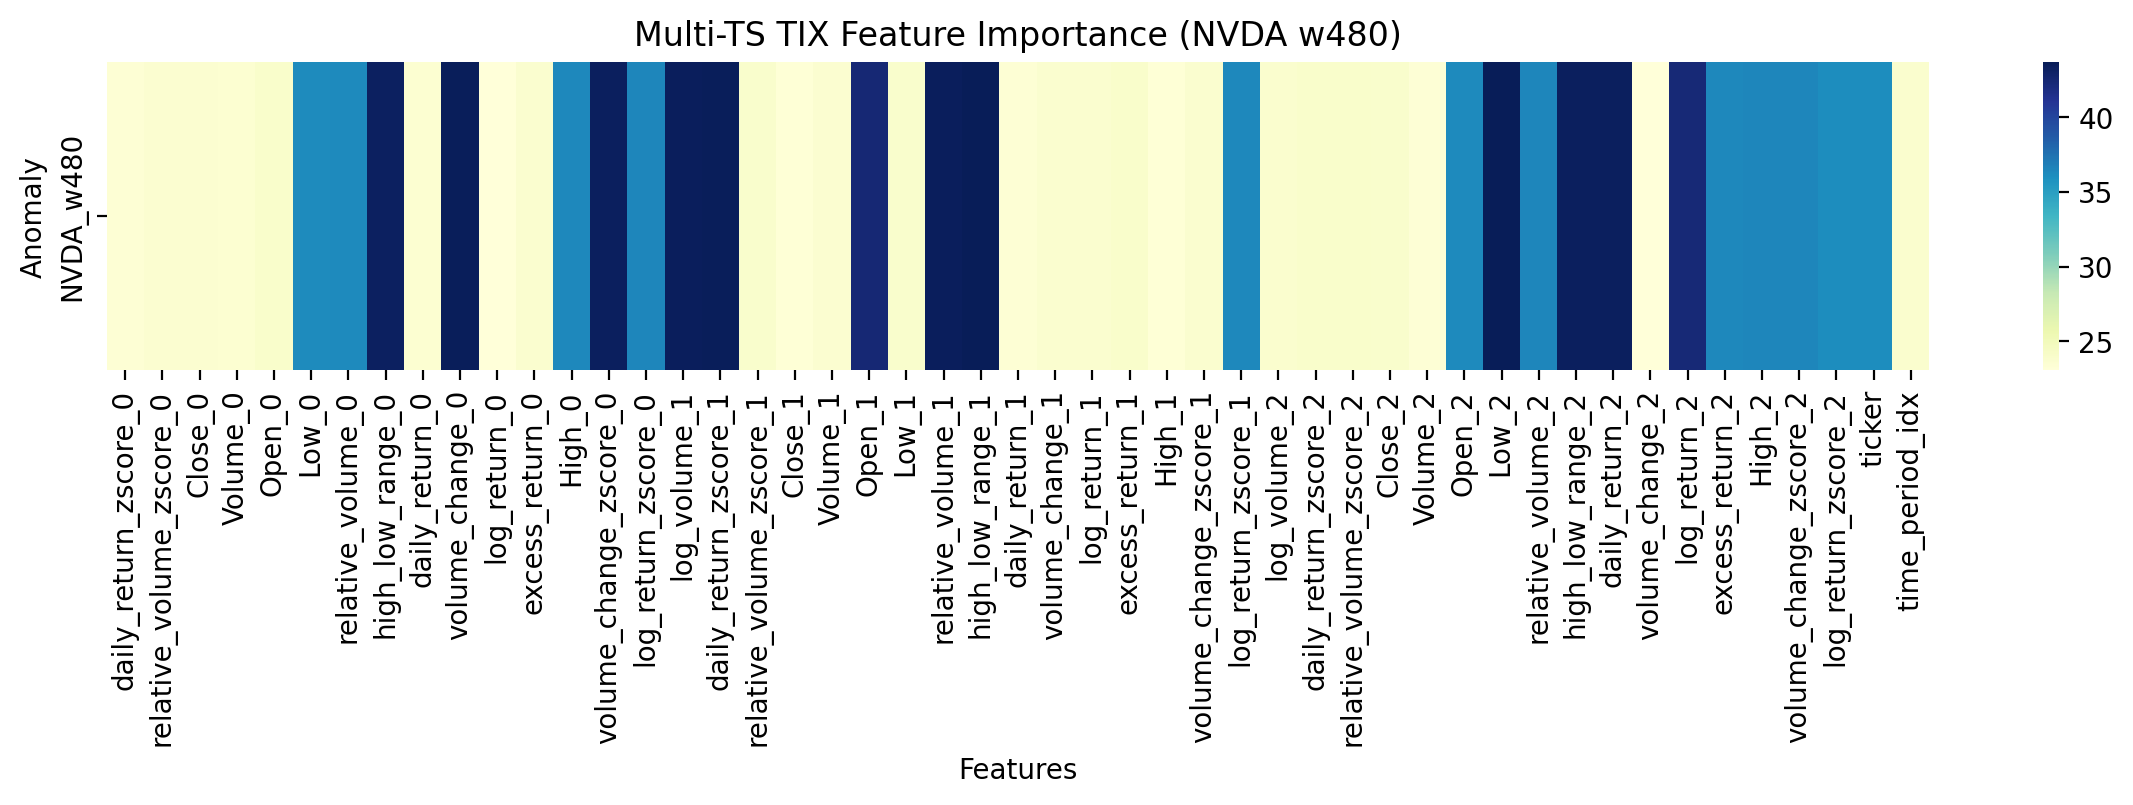 Multi-TS TIX Feature Importance (NVDA w480)
Anomaly
NVDA_w480
40
35
30
25
daily_return_zscore_0
relative_volume_zscore_0
Close_0
Volume_0
Open_0
Low_0
relative_volume_0
high_low_range_0
daily_return_0
volume_change_0
log_return_0
excess_return_0
High_0
volume_change_zscore_0
log_return_zscore_0
log_volume_1
daily_return_zscore_1
relative_volume_zscore_1
Close_1
Volume_1
Open_1
Low_1
relative_volume_1
high_low_range_1
daily_return_1
volume_change_1
log_return_1
excess_return_1
High_1
volume_change_zscore_1
log_return_zscore_1
log_volume_2
daily_return_zscore_2
relative_volume_zscore_2
Close_2
Volume_2
Open_2
Low_2
relative_volume_2
high_low_range_2
daily_return_2
volume_change_2
log_return_2
excess_return_2
High_2
volume_change_zscore_2
log_return_zscore_2
ticker
time_period_idx
Features